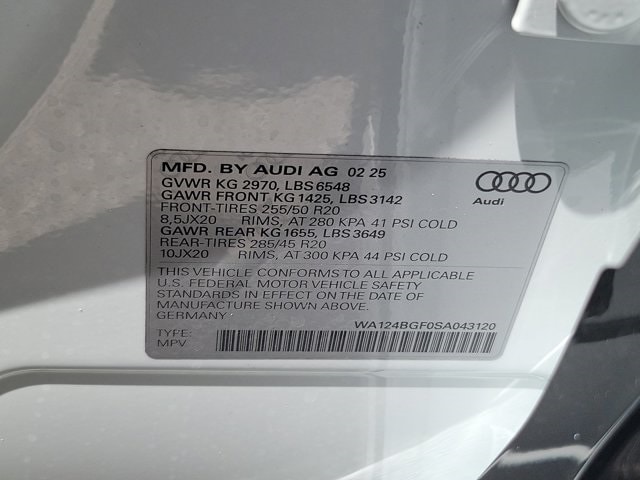 MFD. BY AUDI AG 02 25
GVWR KG 2970, LBS 6548
GAWR FRONT KG 1425, LBS 3142
FRONT-TIRES 255/50 R20
8,5JX20 RIMS, AT 280 KPA 41 PSI COLD
GAWR REAR KG 1655, LBS 3649
REAR-TIRES 285/45 R20
10JX20 RIMS, AT 300 KPA 44 PSI COLD
THIS VEHICLE CONFORMS TO ALL APPLICABLE
U.S. FEDERAL MOTOR VEHICLE SAFETY
STANDARDS IN EFFECT ON THE DATE OF
MANUFACTURE SHOWN ABOVE.
GERMANY
WA124BGF0SA043120
TYPE:
MPV
Audi